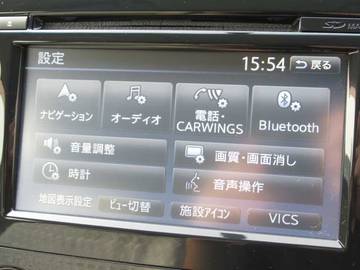 設定 15:54 戻る
ナビゲーション オーディオ 電話・ Bluetooth
CARWINGS
音量調整 画質・画面消し
時計 音声操作
地図表示設定 ビュー切替 施設アイコン VICS